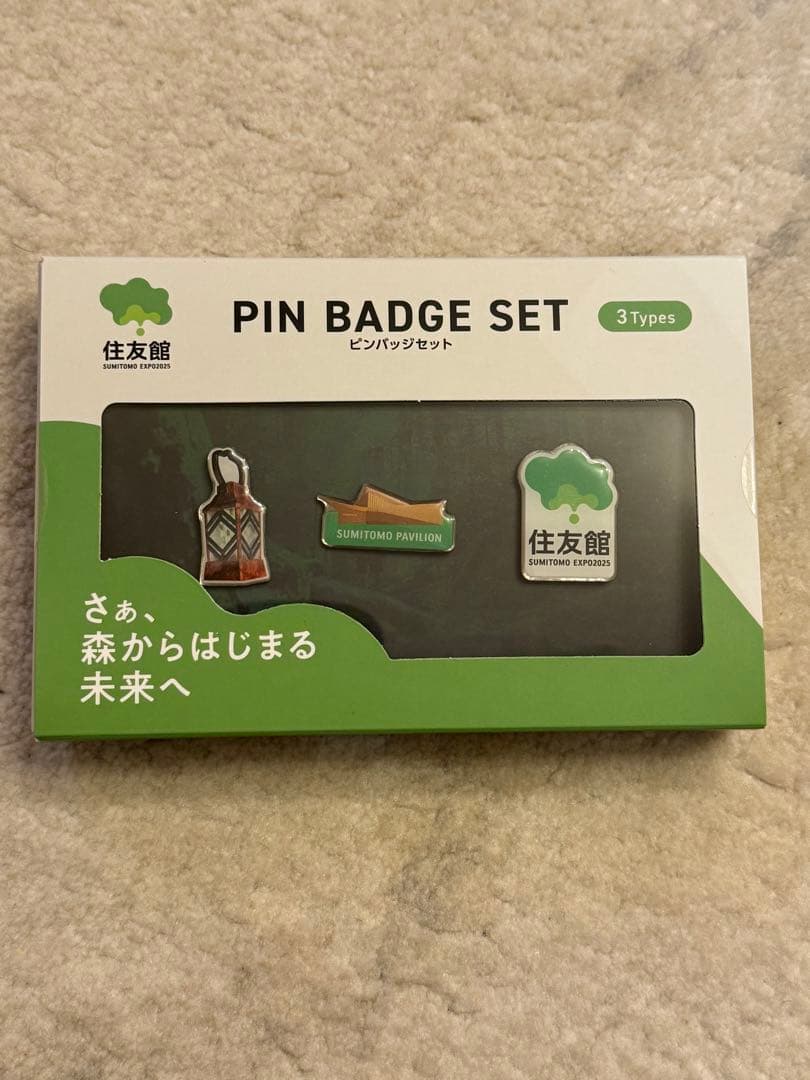 住友館
SUMITOMO EXPO2025
PIN BADGE SET
ピンバッジセット
3 Types
SUMITOMO PAVILION
住友館
SUMITOMO EXPO2025
さぁ、
森からはじまる
未来へ